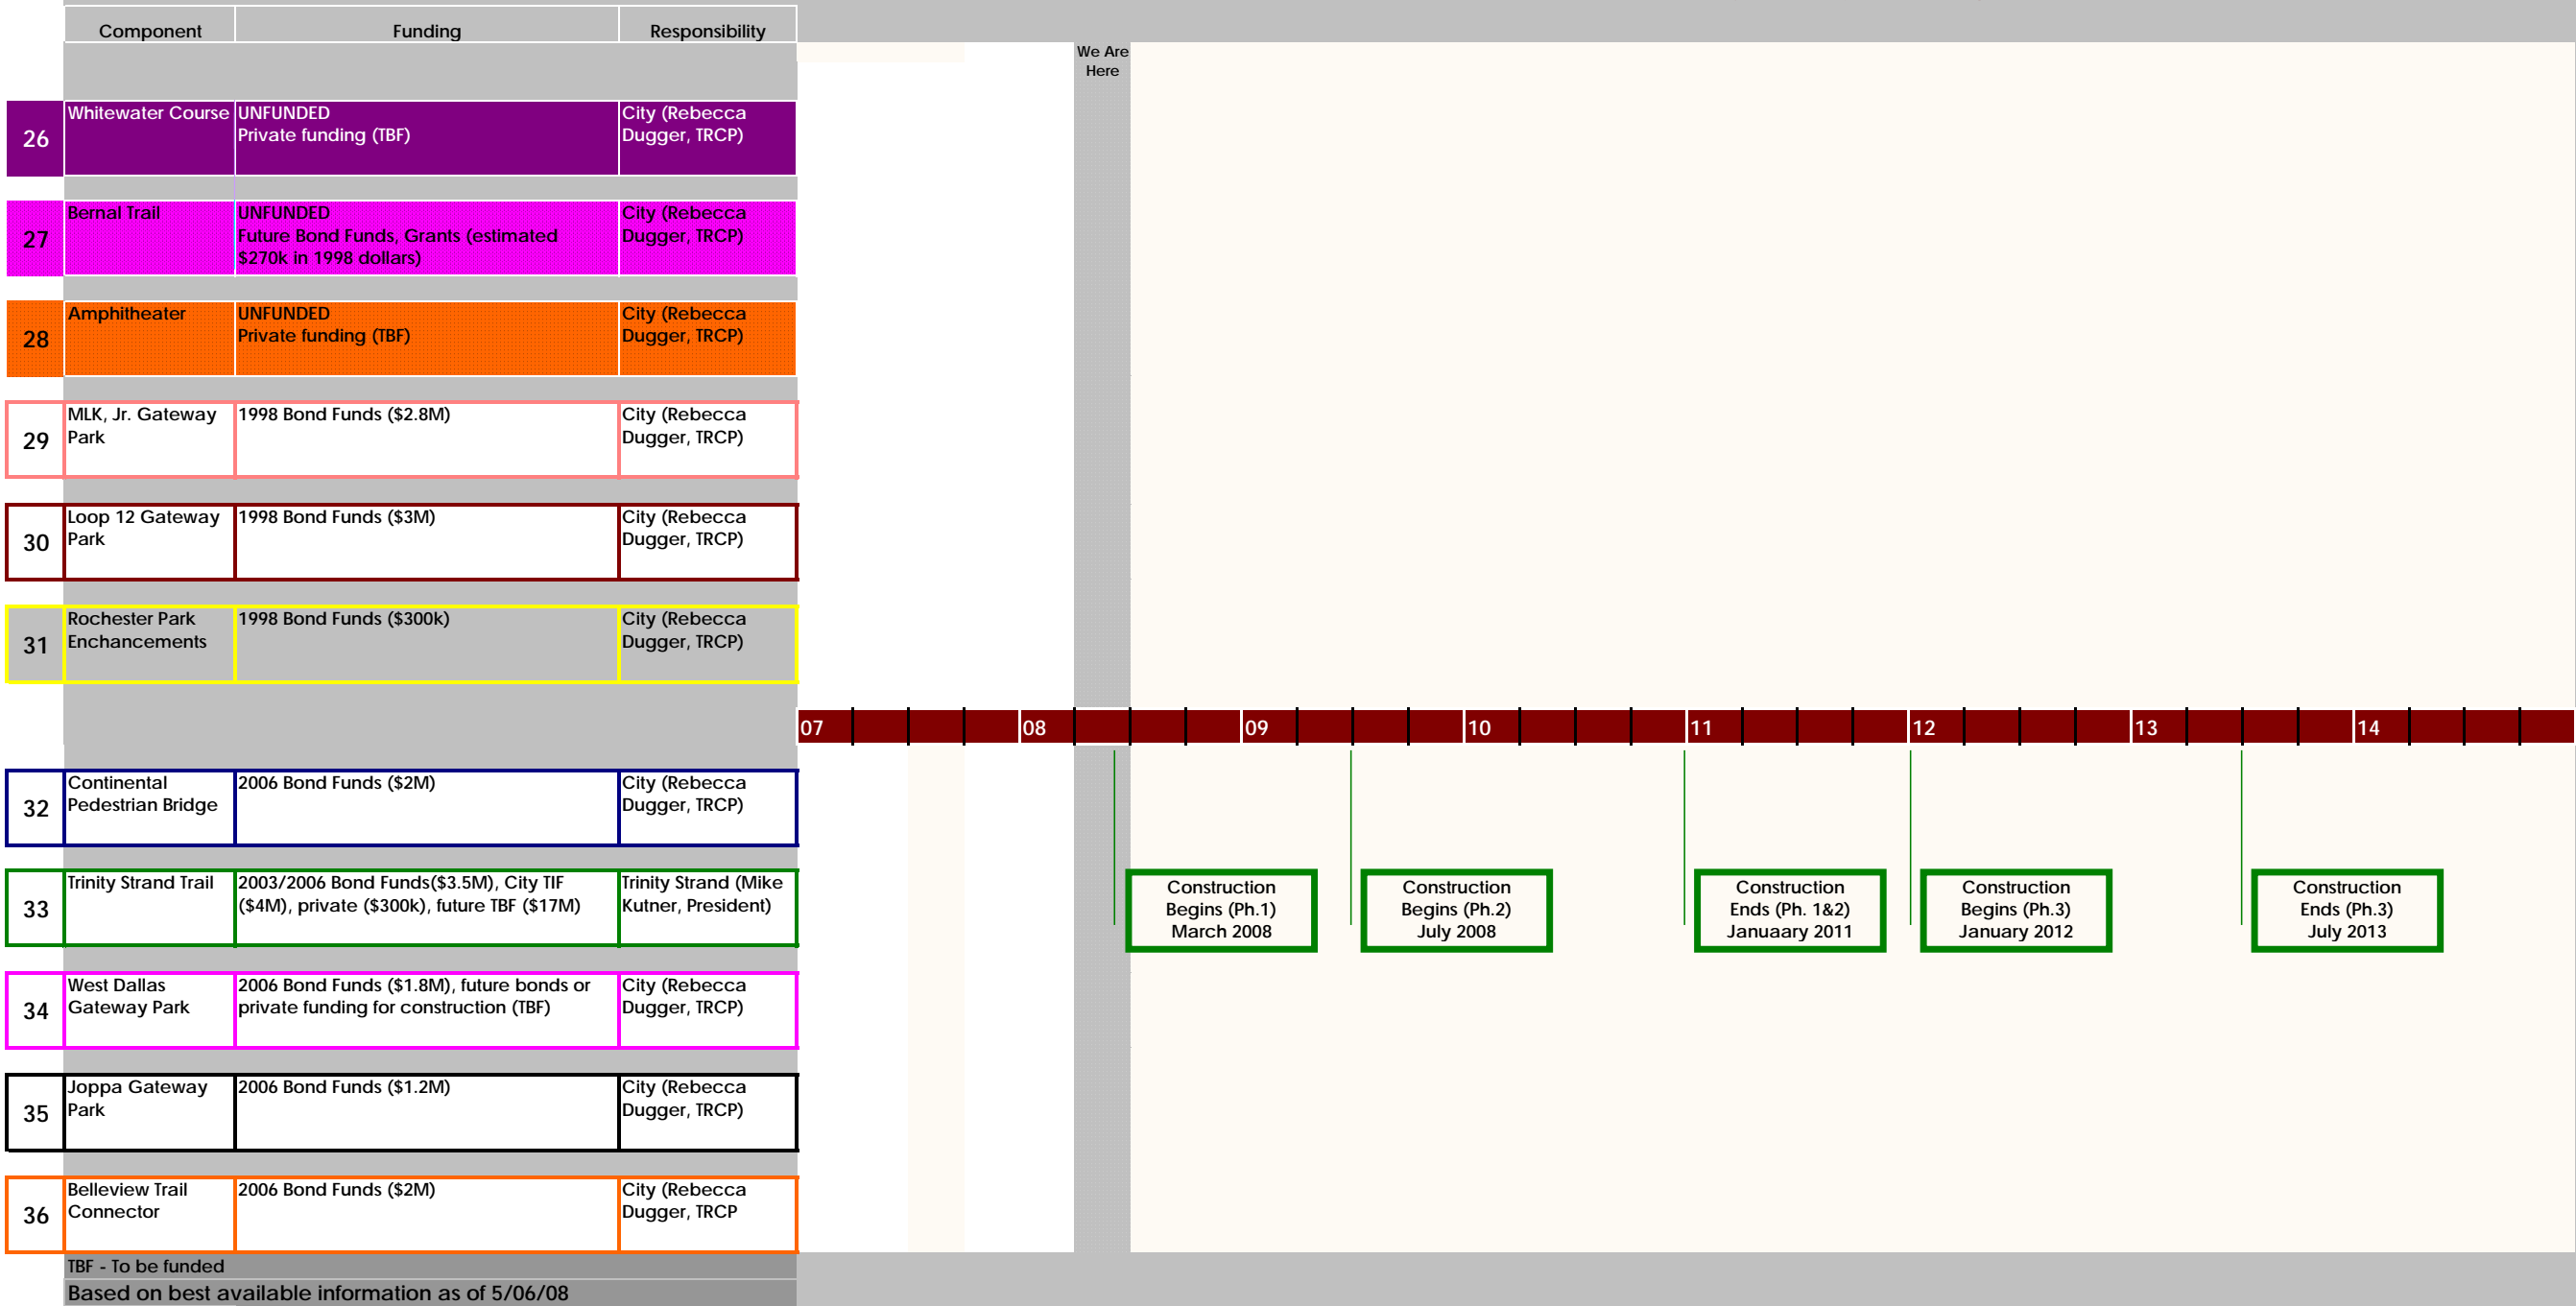 Component Funding Responsibility
We Are
Here
26 Whitewater Course UNFUNDED
Private funding (TBF) City (Rebecca
Dugger, TRCP)
27 Bernal Trail UNFUNDED
Future Bond Funds, Grants (estimated
$270k in 1998 dollars) City (Rebecca
Dugger, TRCP)
28 Amphitheater UNFUNDED
Private funding (TBF) City (Rebecca
Dugger, TRCP)
29 MLK, Jr. Gateway
Park 1998 Bond Funds ($2.8M) City (Rebecca
Dugger, TRCP)
30 Loop 12 Gateway
Park 1998 Bond Funds ($3M) City (Rebecca
Dugger, TRCP)
31 Rochester Park
Enchancements 1998 Bond Funds ($300k) City (Rebecca
Dugger, TRCP)
07 08 09 10 11 12 13 14
32 Continental
Pedestrian Bridge 2006 Bond Funds ($2M) City (Rebecca
Dugger, TRCP)
33 Trinity Strand Trail 2003/2006 Bond Funds($3.5M), City TIF
($4M), private ($300k), future TBF ($17M) Trinity Strand (Mike
Kutner, President)
Construction
Begins (Ph.1)
March 2008
Construction
Begins (Ph.2)
July 2008
Construction
Ends (Ph. 1&2)
Januaary 2011
Construction
Begins (Ph.3)
January 2012
Construction
Ends (Ph.3)
July 2013
34 West Dallas
Gateway Park 2006 Bond Funds ($1.8M), future bonds or
private funding for construction (TBF) City (Rebecca
Dugger, TRCP)
35 Joppa Gateway
Park 2006 Bond Funds ($1.2M) City (Rebecca
Dugger, TRCP)
36 Belleview Trail
Connector 2006 Bond Funds ($2M) City (Rebecca
Dugger, TRCP
TBF - To be funded
Based on best available information as of 5/06/08